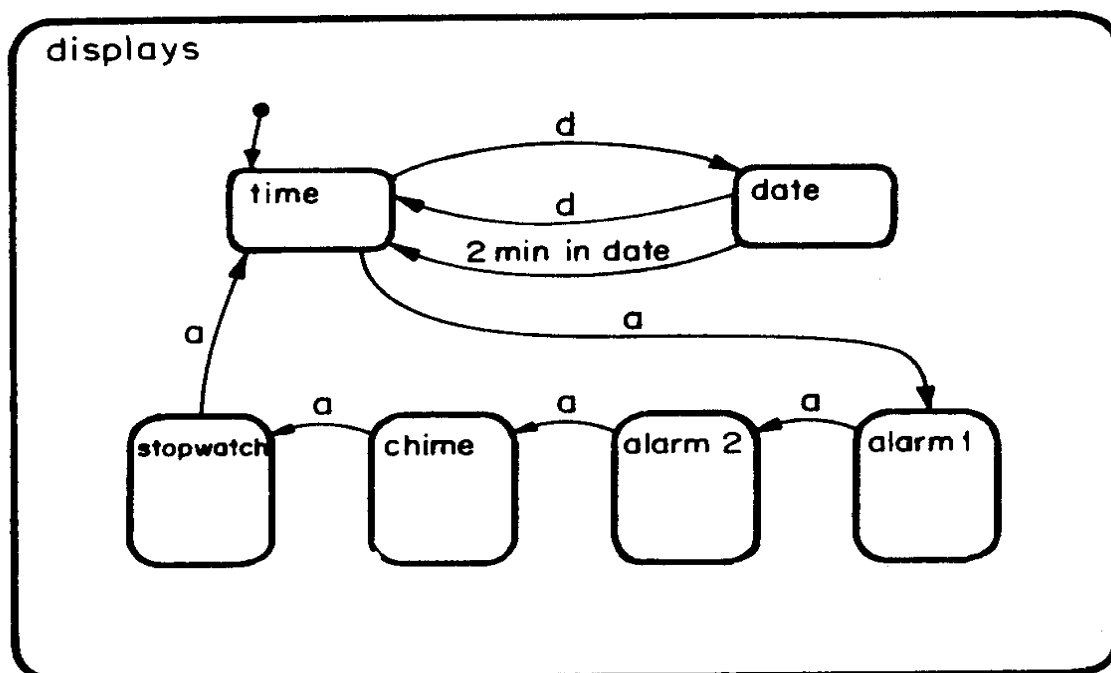 displays
d
time
date
d
2 min in date
a
a
a
a
a
stopwatch
chime
alarm 2
alarm 1